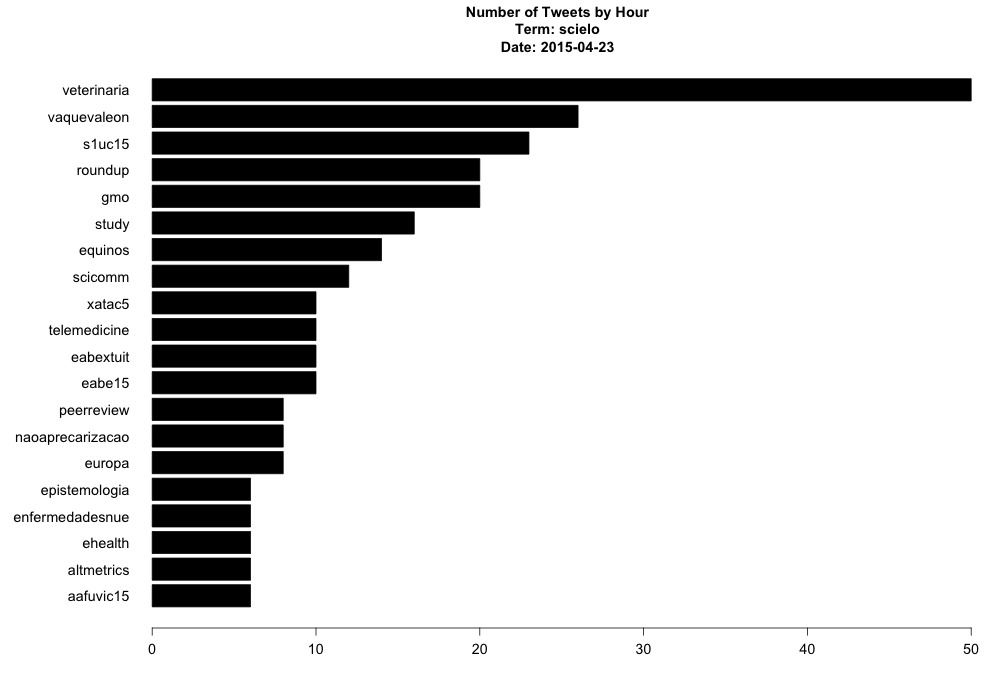 Number of Tweets by Hour
Term: scielo
Date: 2015-04-23
veterinaria
vaquevaleon
s1uc15
roundup
gmo
study
equinos
scicomm
xatac5
telemedicine
eabextuit
eabe15
peerreview
naoaprecarizacao
europa
epistemologia
enfermedadesnue
ehealth
altmetrics
aafuvic15
0 10 20 30 40 50